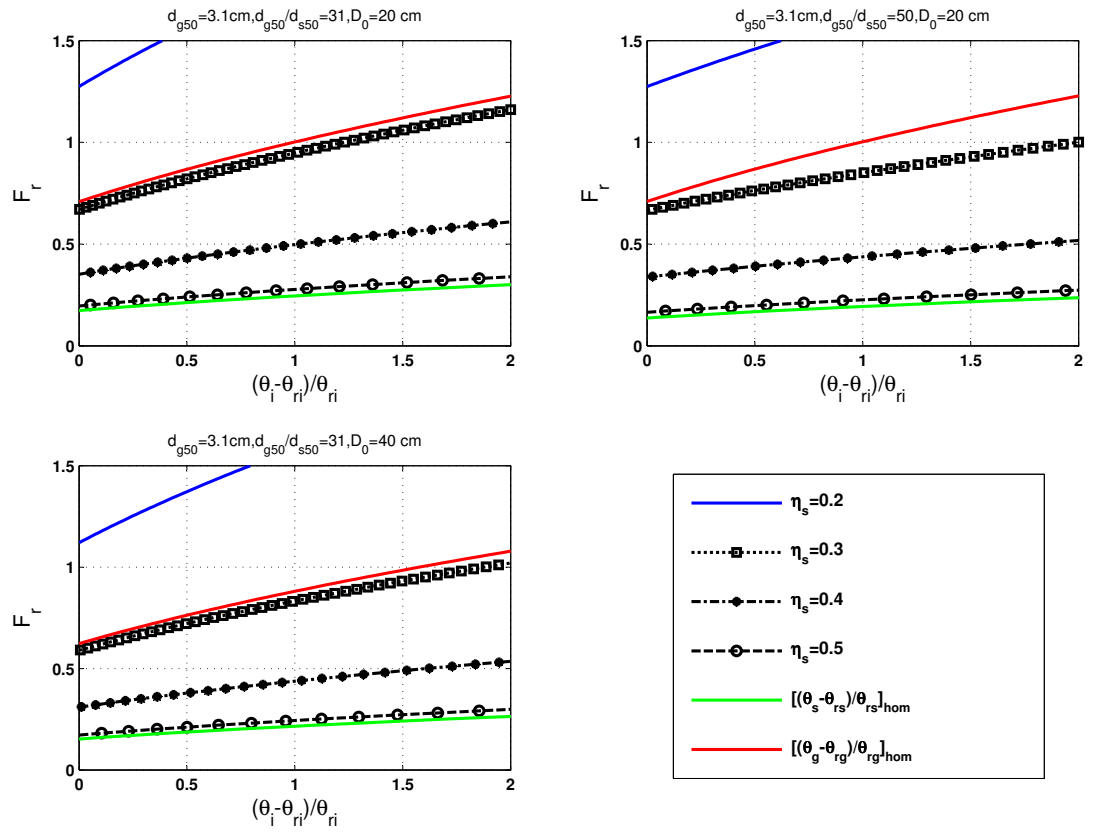 d_g50=3.1cm,d_g50/d_s50=31,D_0=20 cm
1.5
1
0.5
0
F_r
0 0.5 1 1.5 2
(θ_i-θ_ri)/θ_ri
d_g50=3.1cm,d_g50/d_s50=50,D_0=20 cm
1.5
1
0.5
0
F_r
0 0.5 1 1.5 2
(θ_i-θ_ri)/θ_ri
d_g50=3.1cm,d_g50/d_s50=31,D_0=40 cm
1.5
1
0.5
0
F_r
0 0.5 1 1.5 2
(θ_i-θ_ri)/θ_ri
η_s=0.2
η_s=0.3
η_s=0.4
η_s=0.5
[(θ_s-θ_rs)/θ_rs]_hom
[(θ_g-θ_rg)/θ_rg]_hom